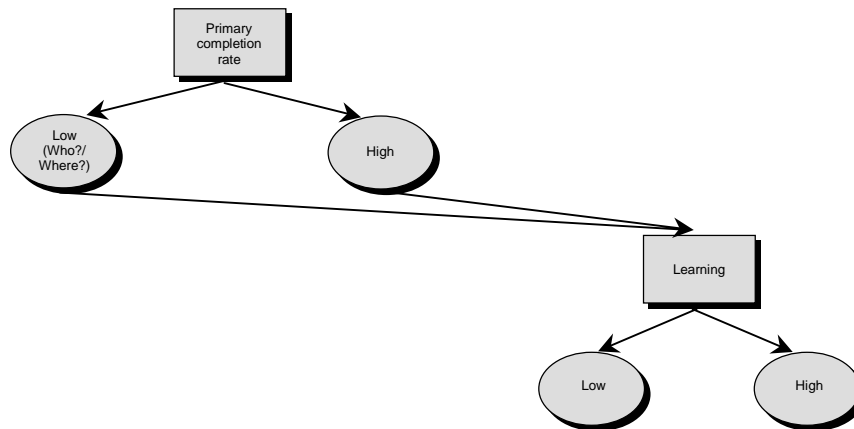 Primary
completion
rate
Low
(Who?/
Where?)
High
Learning
Low
High